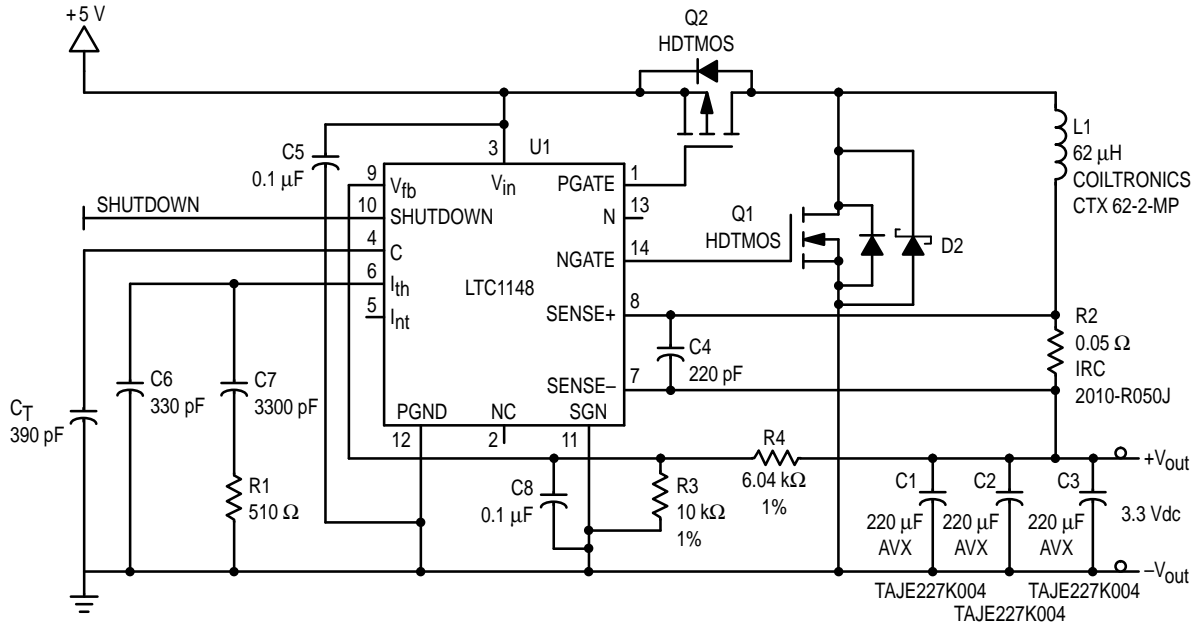 +5 V
Q2
HDTMOS
C5
0.1 µF
3
U1
L1
62 µH
COILTRONICS
CTX 62-2-MP
9
Vfb
Vin
PGATE
1
SHUTDOWN
10
SHUTDOWN
N
13
Q1
HDTMOS
4
C
NGATE
14
D2
6
Ith
LTC1148
5
Int
SENSE+
8
R2
0.05 Ω
IRC
2010-R050J
C4
220 pF
C6
330 pF
C7
3300 pF
SENSE–
7
CT
390 pF
PGND
NC
SGN
12
2
11
R4
6.04 kΩ
1%
+Vout
R1
510 Ω
C8
0.1 µF
R3
10 kΩ
1%
C1
220 µF
AVX
C2
220 µF
AVX
C3
220 µF
AVX
3.3 Vdc
–Vout
TAJE227K004
TAJE227K004
TAJE227K004